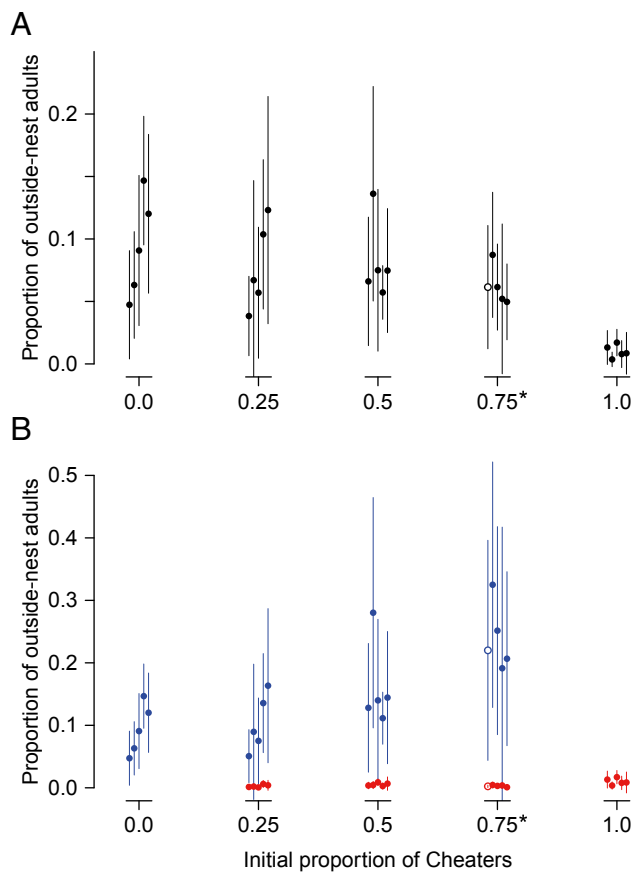 A
Proportion of outside-nest adults
0.2
0.1
0.0
0.0 0.25 0.5 0.75* 1.0
B
Proportion of outside-nest adults
0.5
0.4
0.3
0.2
0.1
0.0
0.0 0.25 0.5 0.75* 1.0
Initial proportion of Cheaters